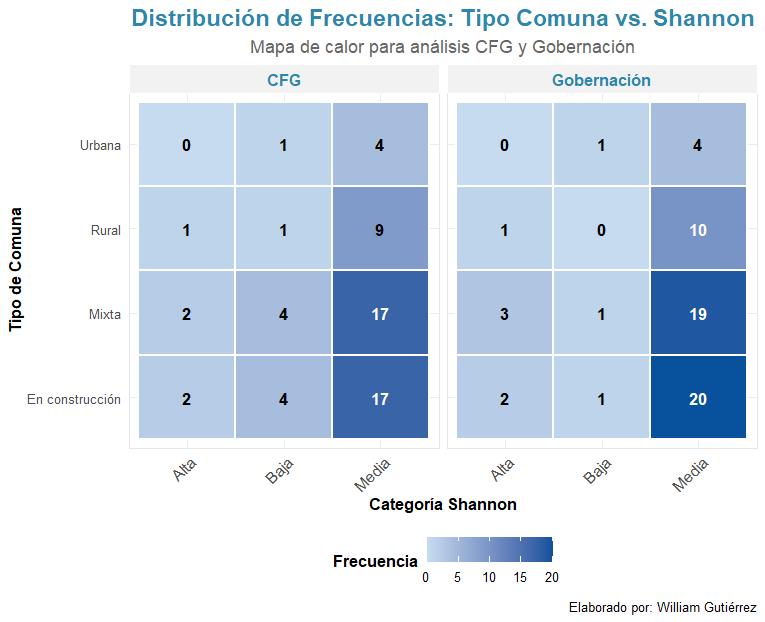 Distribución de Frecuencias: Tipo Comuna vs. Shannon
Mapa de calor para análisis CFG y Gobernación
CFG Gobernación
Tipo de Comuna
Urbana 0 1 4 0 1 4
Rural 1 1 9 1 0 10
Mixta 2 4 17 3 1 19
En construcción 2 4 17 2 1 20
Alta Baja Media Alta Baja Media
Categoría Shannon
Frecuencia
0 5 10 15 20
Elaborado por: William Gutiérrez